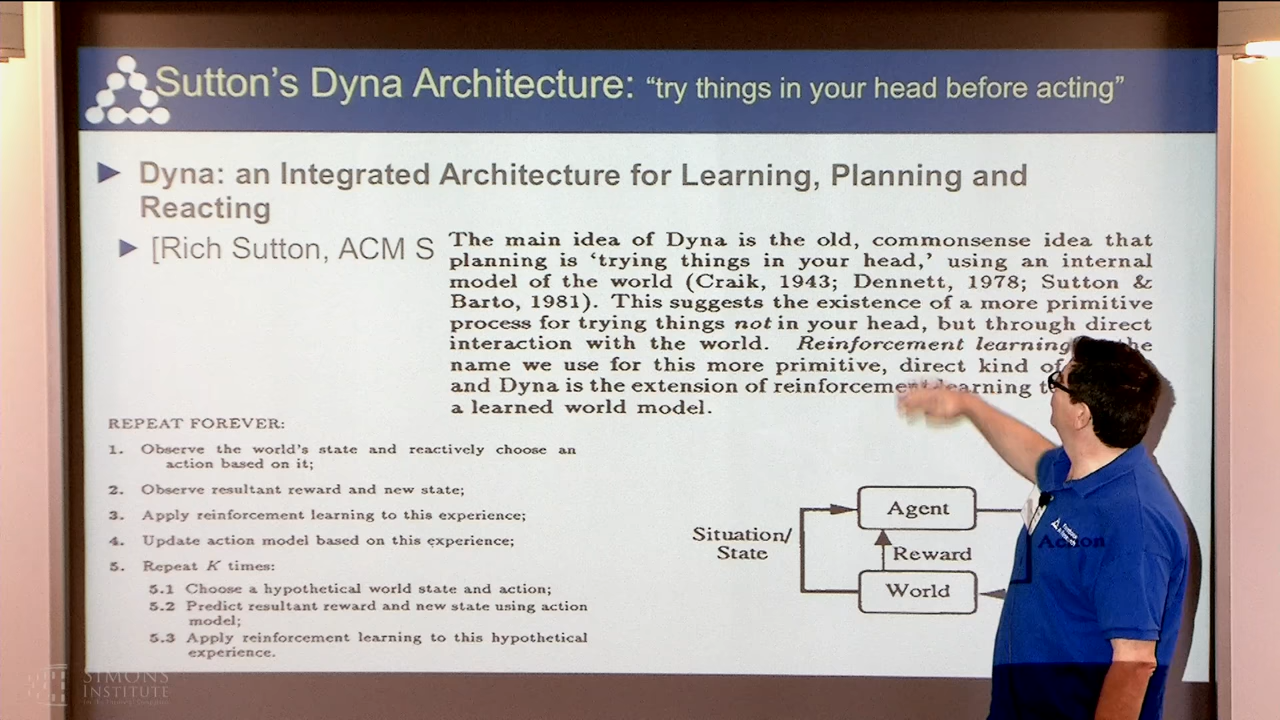 Sutton's Dyna Architecture: "try things in your head before acting"
Dyna: an Integrated Architecture for Learning, Planning and
Reacting
[Rich Sutton, ACM S
The main idea of Dyna is the old, commonsense idea that
planning is 'trying things in your head,' using an internal
model of the world (Craik, 1943; Dennett, 1978; Sutton &
Barto, 1981). This suggests the existence of a more primitive
process for trying things not in your head, but through direct
interaction with the world. Reinforcement learning the
name we use for this more primitive, direct kind of
and Dyna is the extension of reinforcement learning
a learned world model.
REPEAT FOREVER:
1. Observe the world's state and reactively choose an
action based on it;
2. Observe resultant reward and new state;
3. Apply reinforcement learning to this experience;
4. Update action model based on this experience;
5. Repeat K times:
5.1 Choose a hypothetical world state and action;
5.2 Predict resultant reward and new state using action
model;
5.3 Apply reinforcement learning to this hypothetical
experience.
Agent
Situation/
State
Reward
Action
World
SIMONS
INSTITUTE